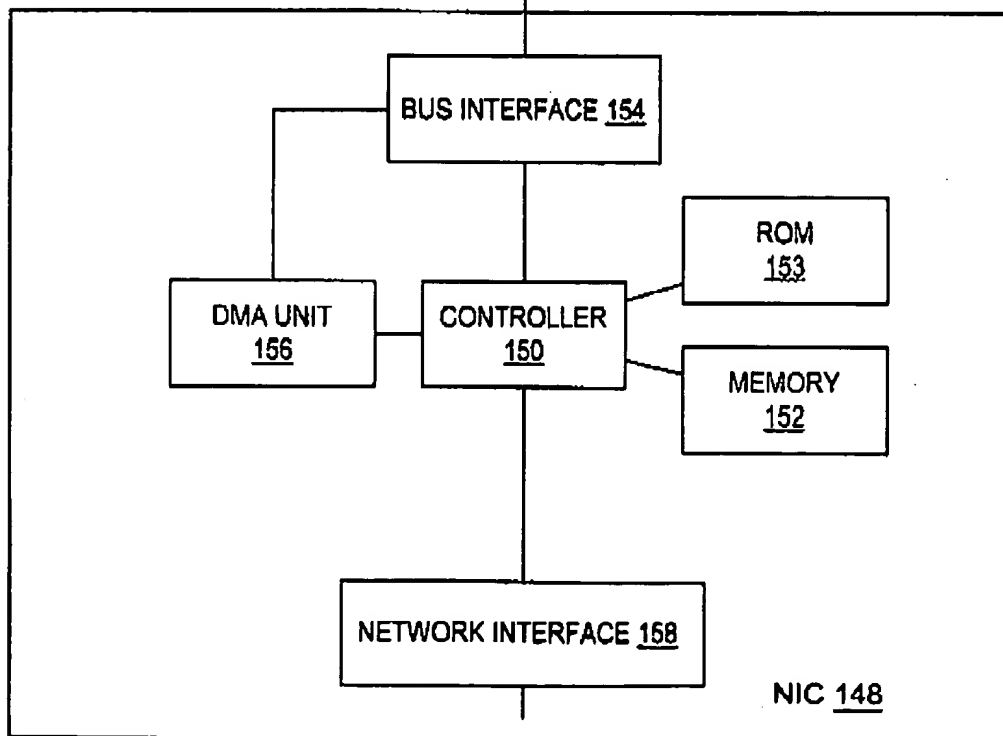 BUS INTERFACE 154
ROM
153
DMA UNIT
156
CONTROLLER
150
MEMORY
152
NETWORK INTERFACE 158
NIC 148